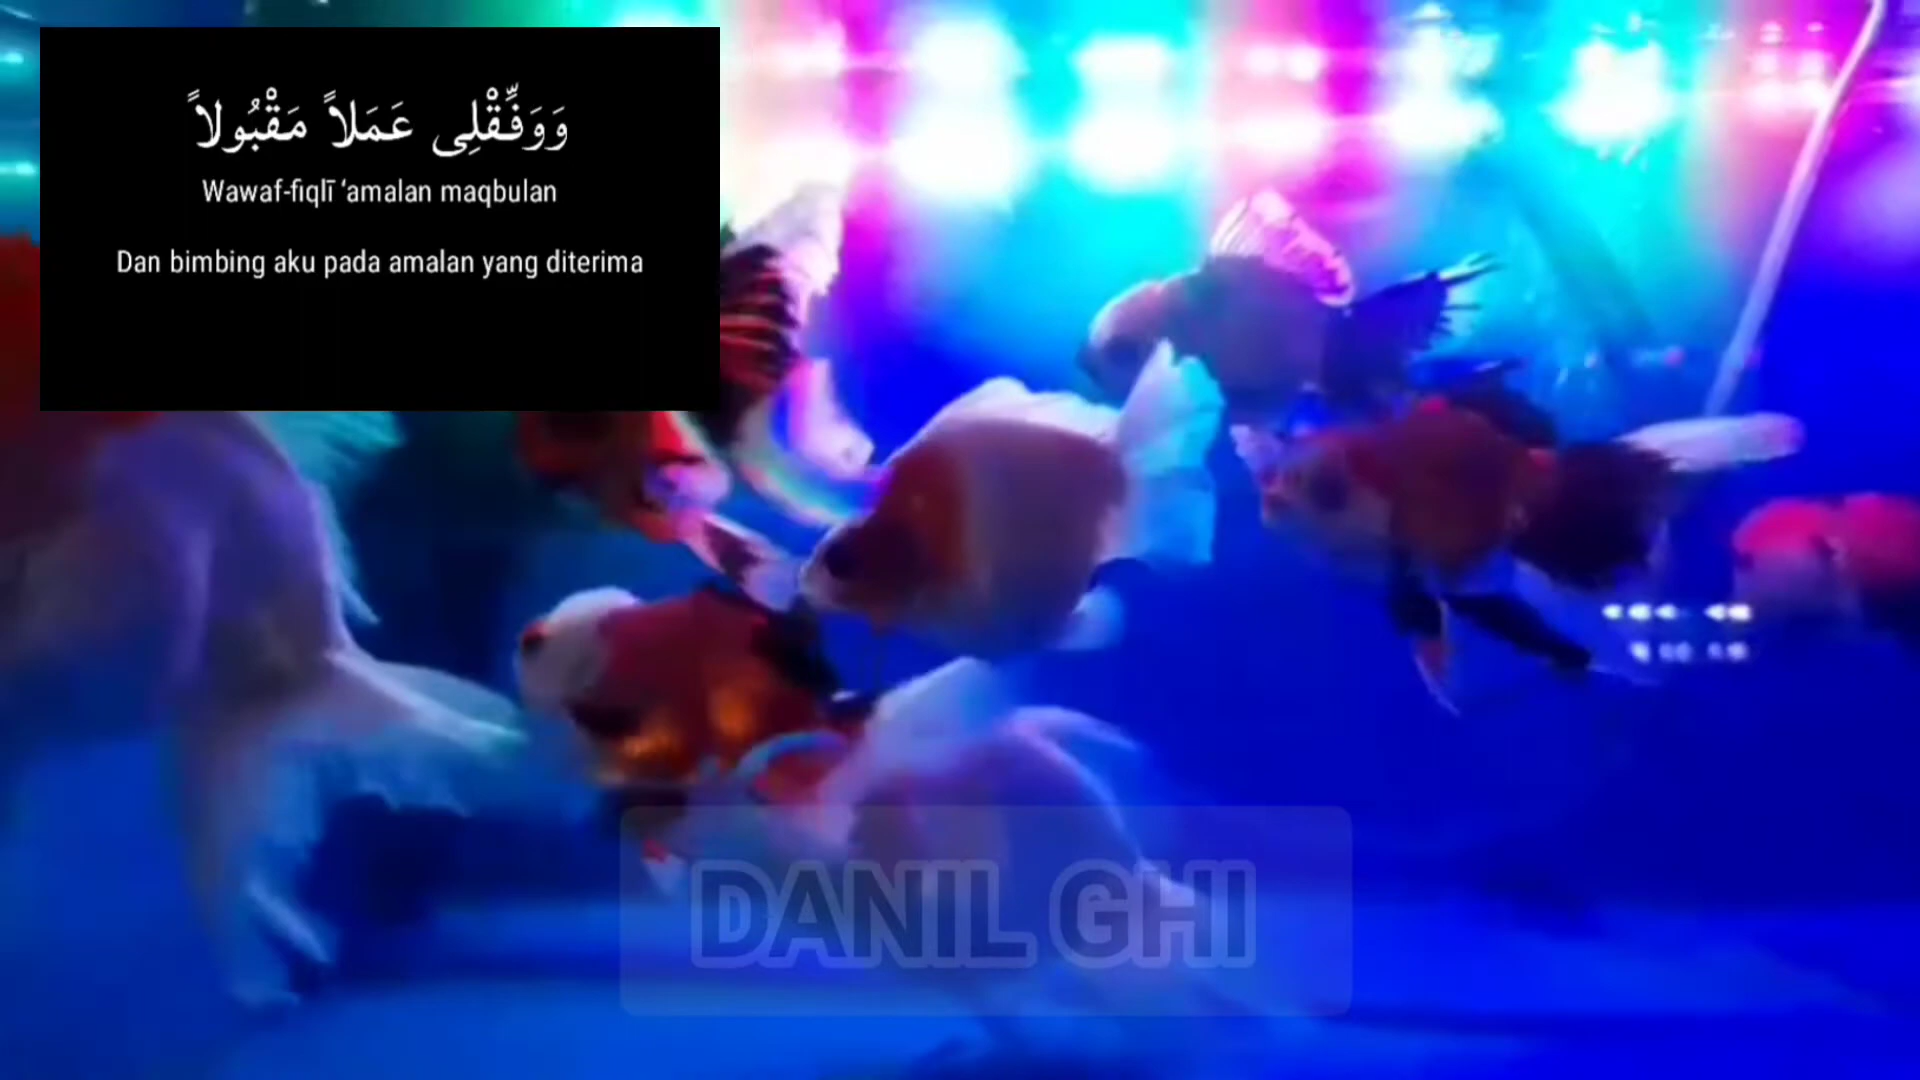 وَوَفِّقْلِى عَمَلاً مَقْبُولاً
Wawaf-fiqlī ‘amalan maqbulan
Dan bimbing aku pada amalan yang diterima
DANIL GHI